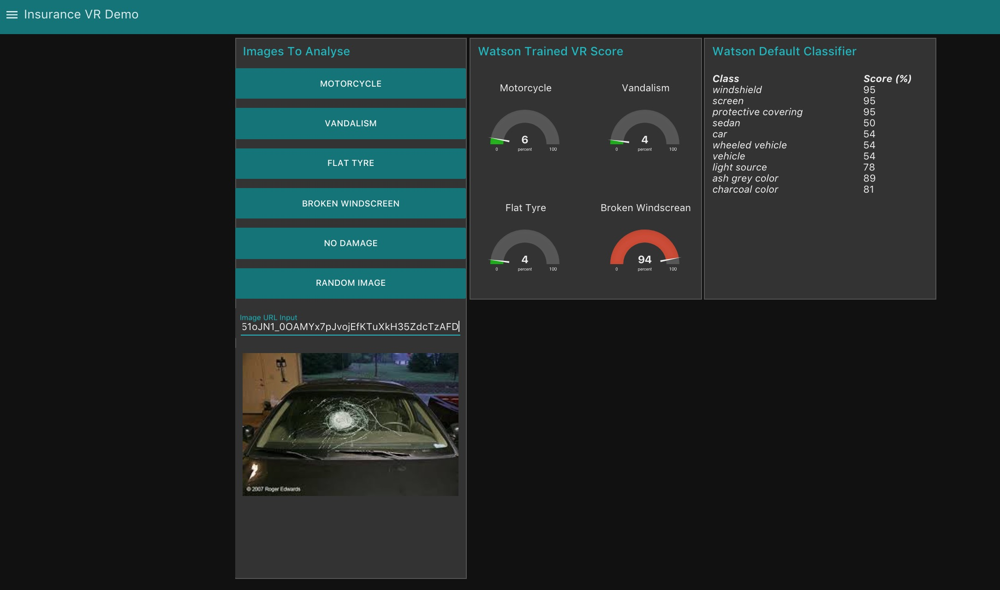 Insurance VR Demo
Images To Analyse
MOTORCYCLE
VANDALISM
FLAT TYRE
BROKEN WINDSCREEN
NO DAMAGE
RANDOM IMAGE
Image URL Input
51oJN1_0OAMYx7pJvojEfKTuXkH35ZdcTzAFD
© 2007 Roger Edwards
Watson Trained VR Score
Motorcycle
6
0 percent 100
Vandalism
4
0 percent 100
Flat Tyre
4
0 percent 100
Broken Windscrean
94
0 percent 100
Watson Default Classifier
Class Score (%)
windshield 95
screen 95
protective covering 95
sedan 50
car 54
wheeled vehicle 54
vehicle 54
light source 78
ash grey color 89
charcoal color 81